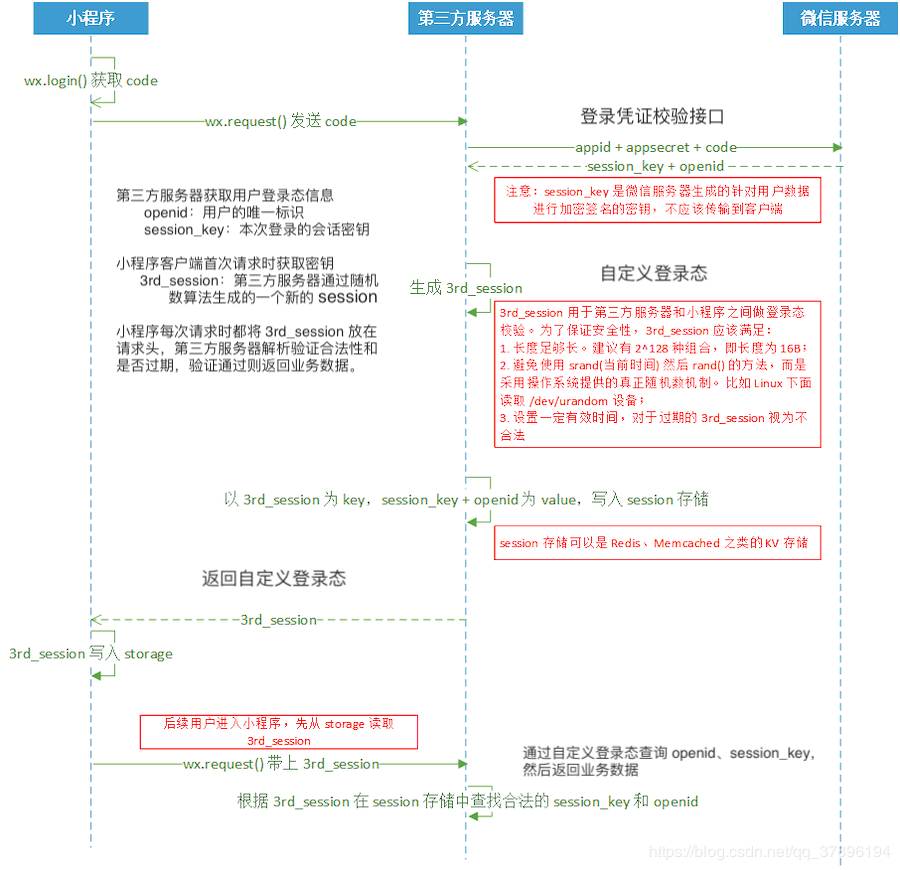 小程序
第三方服务器
微信服务器
wx.login() 获取 code
wx.request() 发送 code
登录凭证校验接口
appid + appsecret + code
session_key + openid
注意：session_key 是微信服务器生成的针对用户数据
进行加密签名的密钥，不应该传输到客户端
第三方服务器获取用户登录态信息
openid：用户的唯一标识
session_key：本次登录的会话密钥
小程序客户端首次请求时获取密钥
3rd_session：第三方服务器通过随机
数算法生成的一个新的 session
小程序每次请求时都将 3rd_session 放在
请求头，第三方服务器解析验证合法性和
是否过期，验证通过则返回业务数据。
生成 3rd_session
自定义登录态
3rd_session 用于第三方服务器和小程序之间做登录态
校验。为了保证安全性，3rd_session 应该满足：
1. 长度足够长。建议有 2^128 种组合，即长度为 16B；
2. 避免使用 srand(当前时间) 然后 rand() 的方法，而是
采用操作系统提供的真正随机数机制。比如 Linux 下面
读取 /dev/urandom 设备；
3. 设置一定有效时间，对于过期的 3rd_session 视为不
合法
以 3rd_session 为 key，session_key + openid 为 value，写入 session 存储
session 存储可以是 Redis、Memcached 之类的 KV 存储
返回自定义登录态
3rd_session
3rd_session 写入 storage
后续用户进入小程序，先从 storage 读取
3rd_session
wx.request() 带上 3rd_session
通过自定义登录态查询 openid、session_key,
然后返回业务数据
根据 3rd_session 在 session 存储中查找合法的 session_key 和 openid
https://blog.csdn.net/qq_37896194